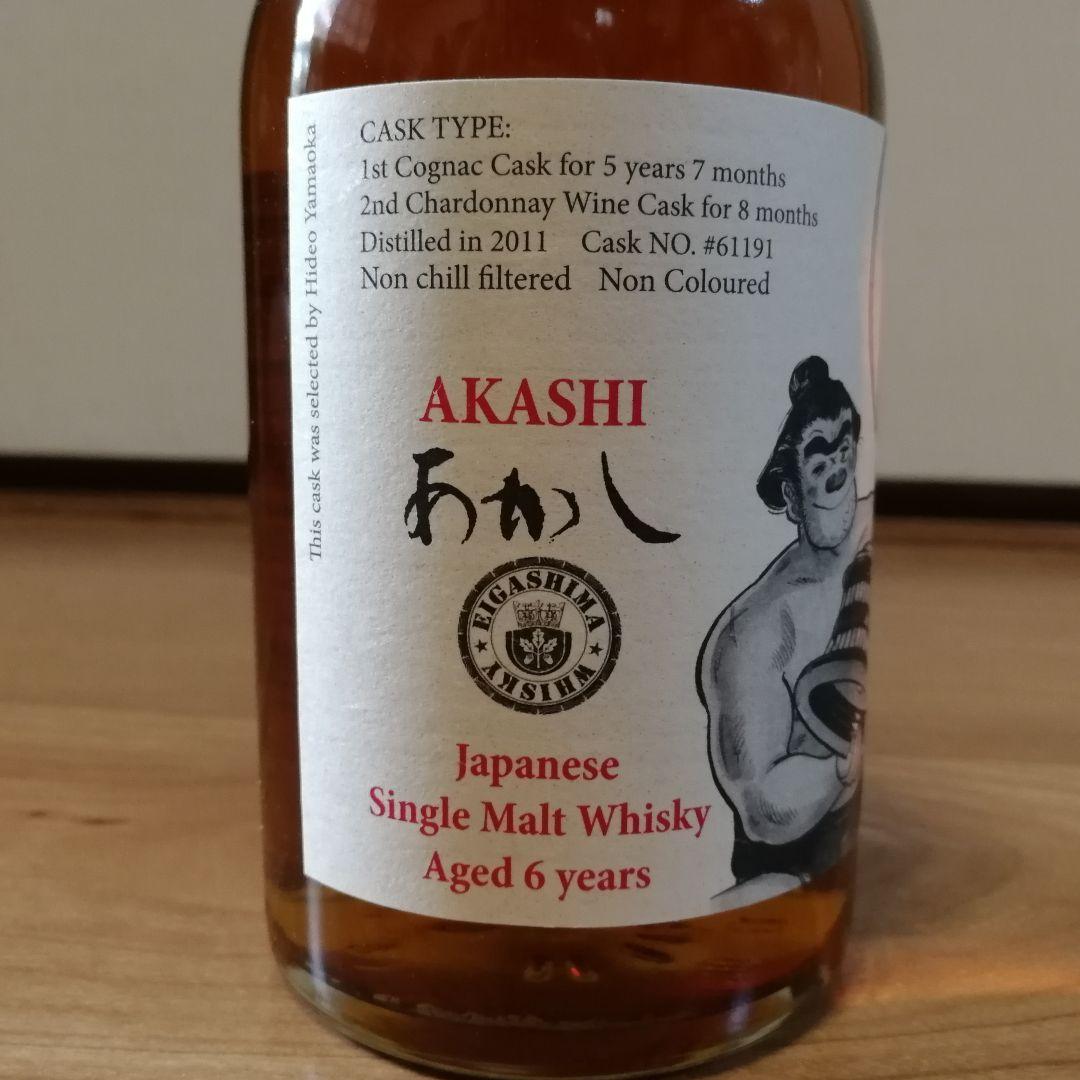 This cask was selected by Hideo Yamaoka
CASK TYPE:
1st Cognac Cask for 5 years 7 months
2nd Chardonnay Wine Cask for 8 months
Distilled in 2011 Cask NO. #61191
Non chill filtered Non Coloured
AKASHI
あかし
EIGASHIMA
WHISKY
Japanese
Single Malt Whisky
Aged 6 years